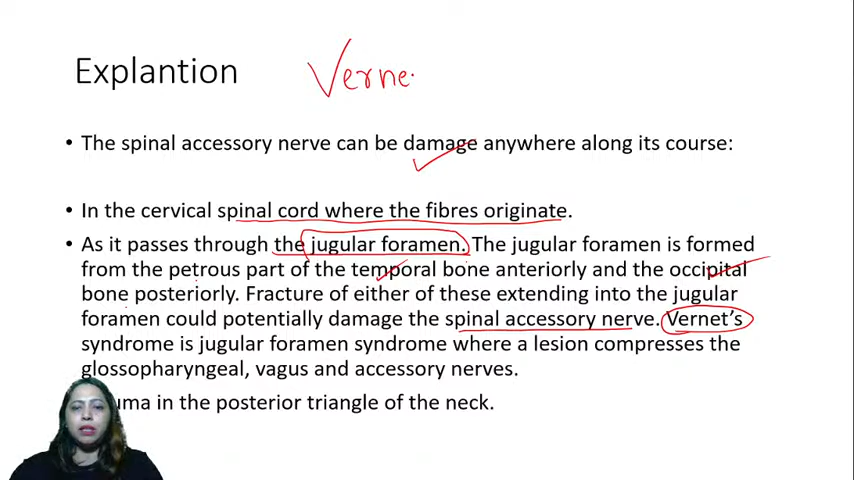 Explantion
Verne
• The spinal accessory nerve can be damage anywhere along its course:
• In the cervical spinal cord where the fibres originate.
• As it passes through the jugular foramen. The jugular foramen is formed
from the petrous part of the temporal bone anteriorly and the occipital
bone posteriorly. Fracture of either of these extending into the jugular
foramen could potentially damage the spinal accessory nerve. Vernet’s
syndrome is jugular foramen syndrome where a lesion compresses the
glossopharyngeal, vagus and accessory nerves.
in the posterior triangle of the neck.